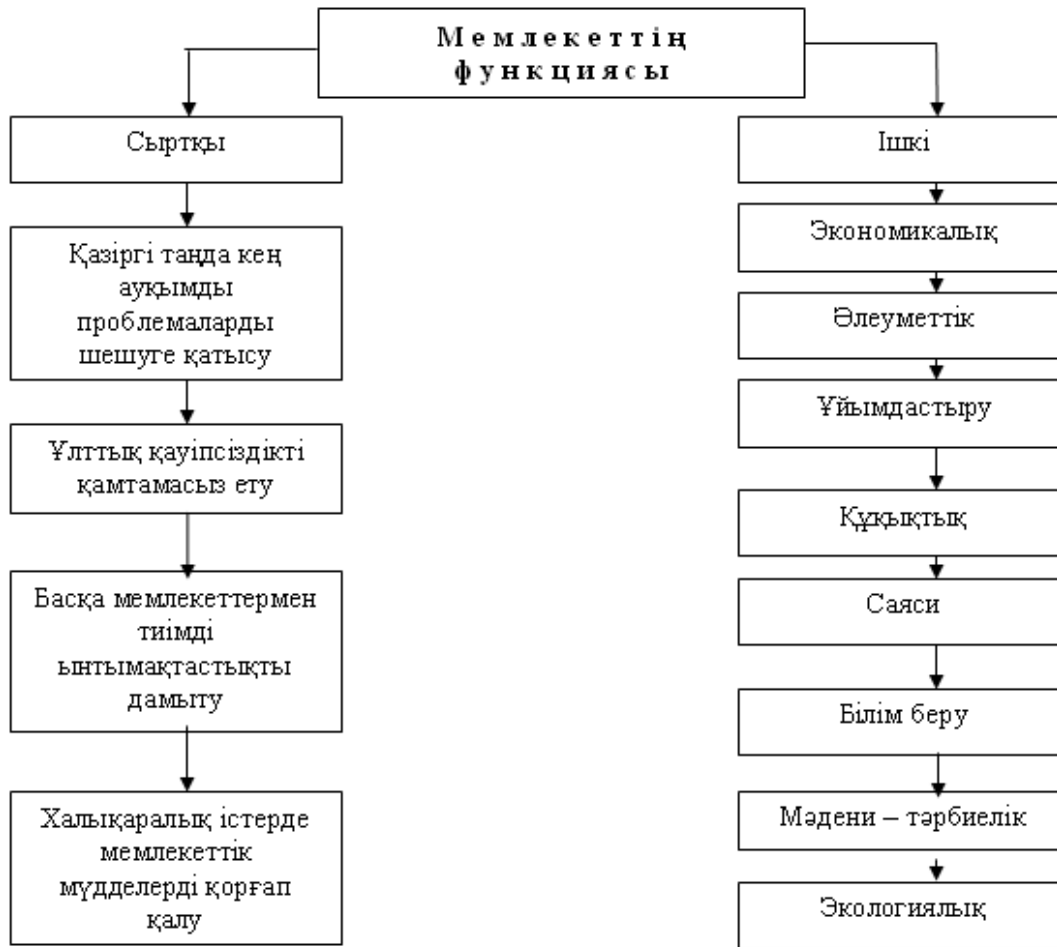 Мемлекеттің
функциясы
Сыртқы
Қазіргі таңда кең
ауқымды
проблемаларды
шешуге қатысу
Ұлттық қауіпсіздікті
қамтамасыз ету
Басқа мемлекеттермен
тиімді
ынтымақтастықты
дамыту
Халықаралық істерде
мемлекеттік
мүдделерді қорғап
қалу
Ішкі
Экономикалық
Әлеуметтік
Ұйымдастыру
Құқықтық
Саяси
Білім беру
Мәдени – тәрбиелік
Экологиялық